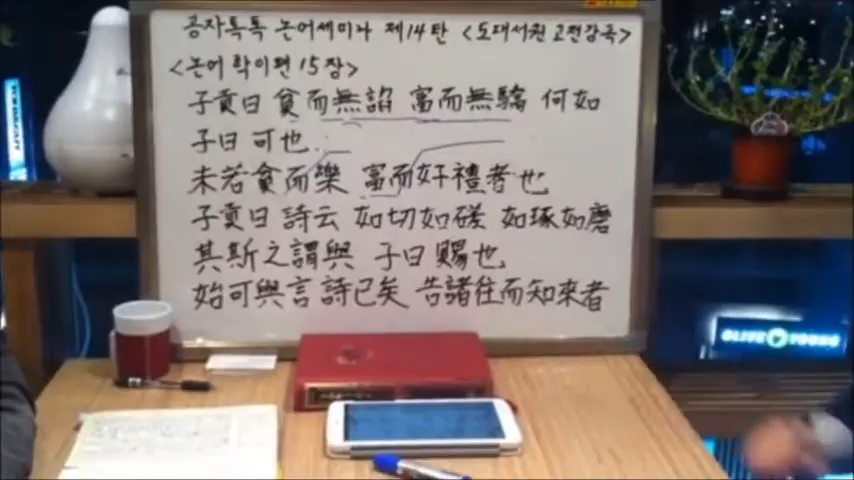 공자톡톡 논어세미나 제14탄 <도대서원 고전강독>
<논어 학이편 15장>
子貢曰 貧而無諂 富而無驕 何如
子曰 可也
未若貧而樂 富而好禮者也
子貢曰 詩云 如切如磋 如琢如磨
其斯之謂與 子曰 賜也
始可與言詩已矣 告諸往而知來者
OLIVE YOUNG